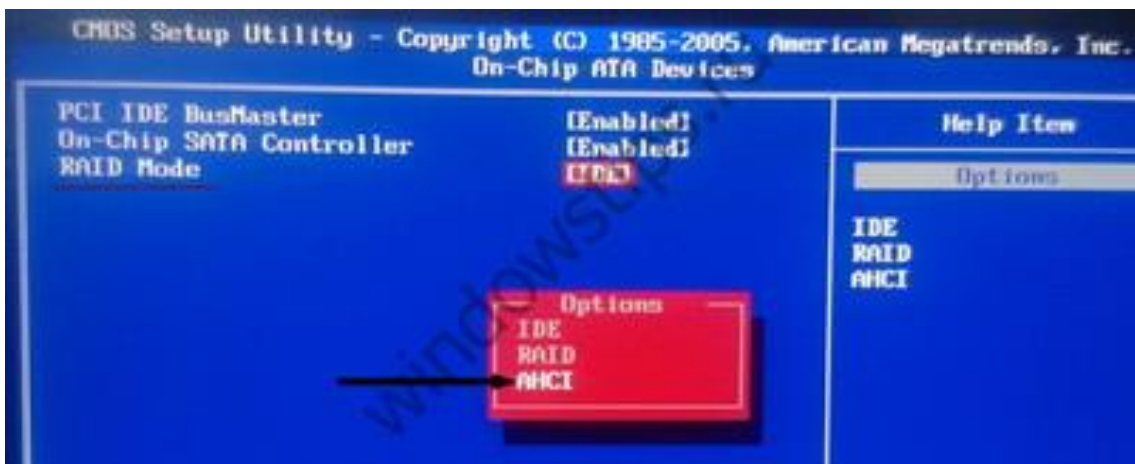 CMOS Setup Utility - Copyright (C) 1985-2005, American Megatrends, Inc.
On-Chip ATA Devices
PCI IDE BusMaster [Enabled]
On-Chip SATA Controller [Enabled]
RAID Mode [IDE]
Help Item
Options
IDE
RAID
AHCI
Options
IDE
RAID
AHCI